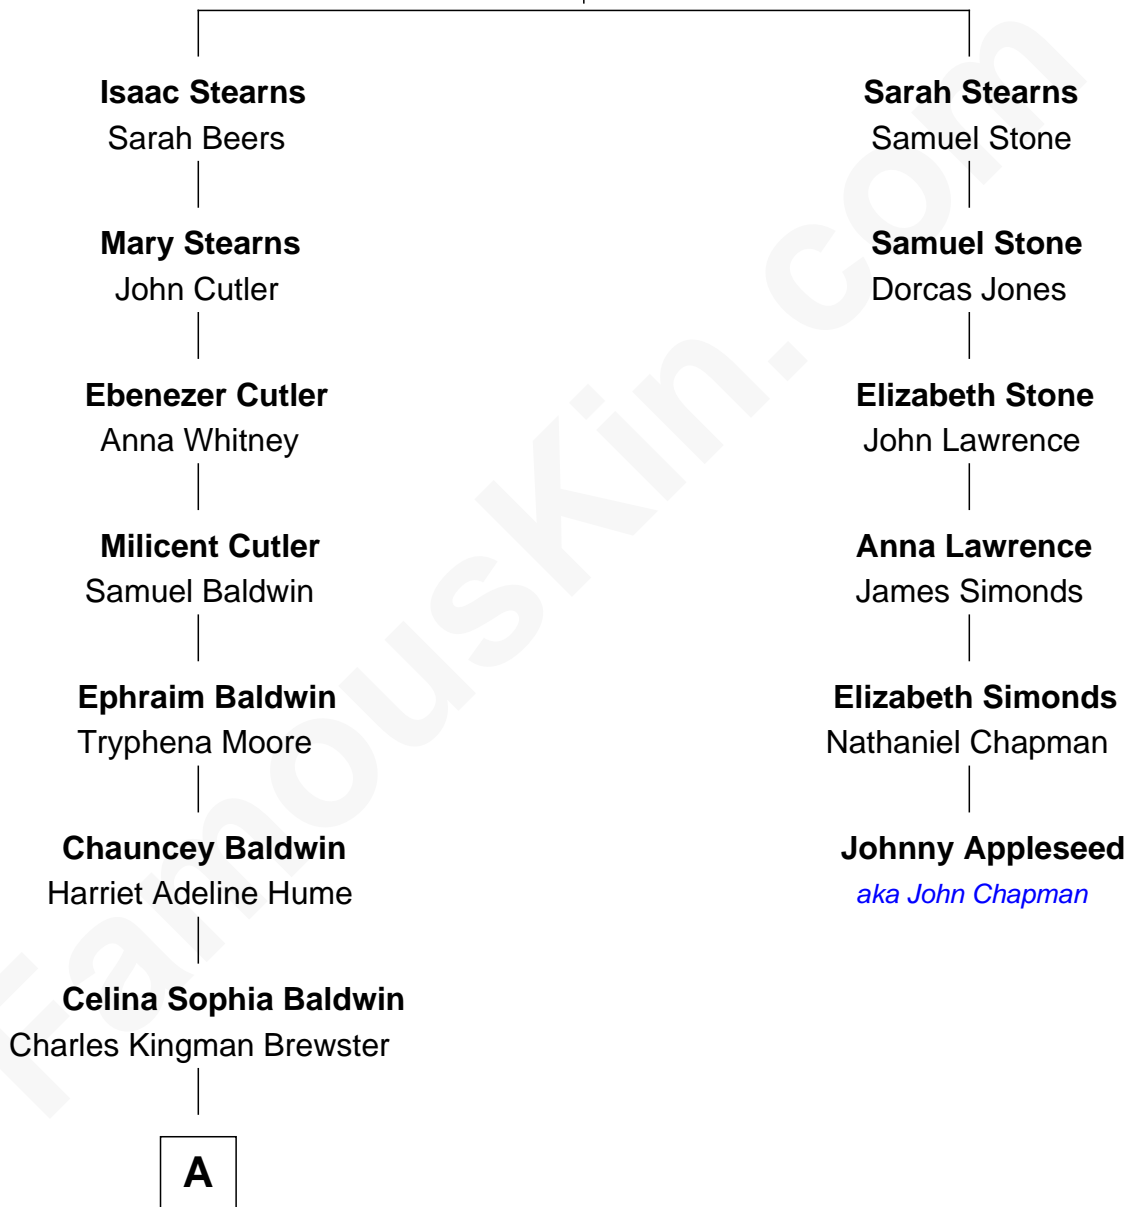 Isaac Stearns
Sarah Beers
Mary Stearns
John Cutler
Ebenezer Cutler
Anna Whitney
Milicent Cutler
Samuel Baldwin
Ephraim Baldwin
Tryphena Moore
Chauncey Baldwin
Harriet Adeline Hume
Celina Sophia Baldwin
Charles Kingman Brewster
A
Sarah Stearns
Samuel Stone
Samuel Stone
Dorcas Jones
Elizabeth Stone
John Lawrence
Anna Lawrence
James Simonds
Elizabeth Simonds
Nathaniel Chapman
Johnny Appleseed
aka John Chapman
FamousKin.com